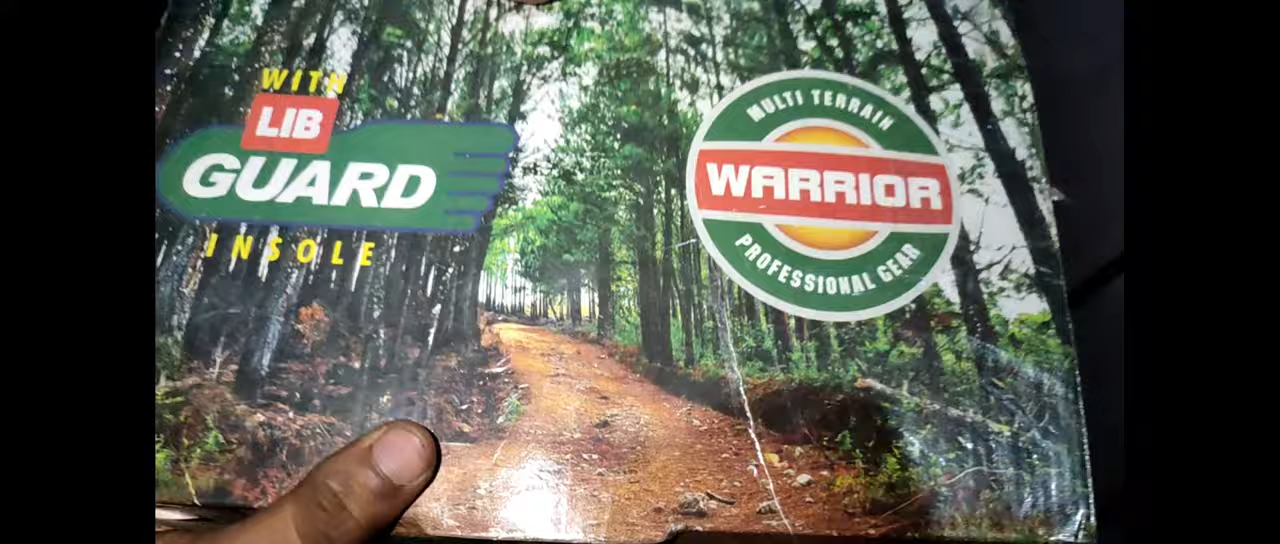 WITH
LIB
GUARD
INSOLE
MULTI TERRAIN
WARRIOR
PROFESSIONAL GEAR